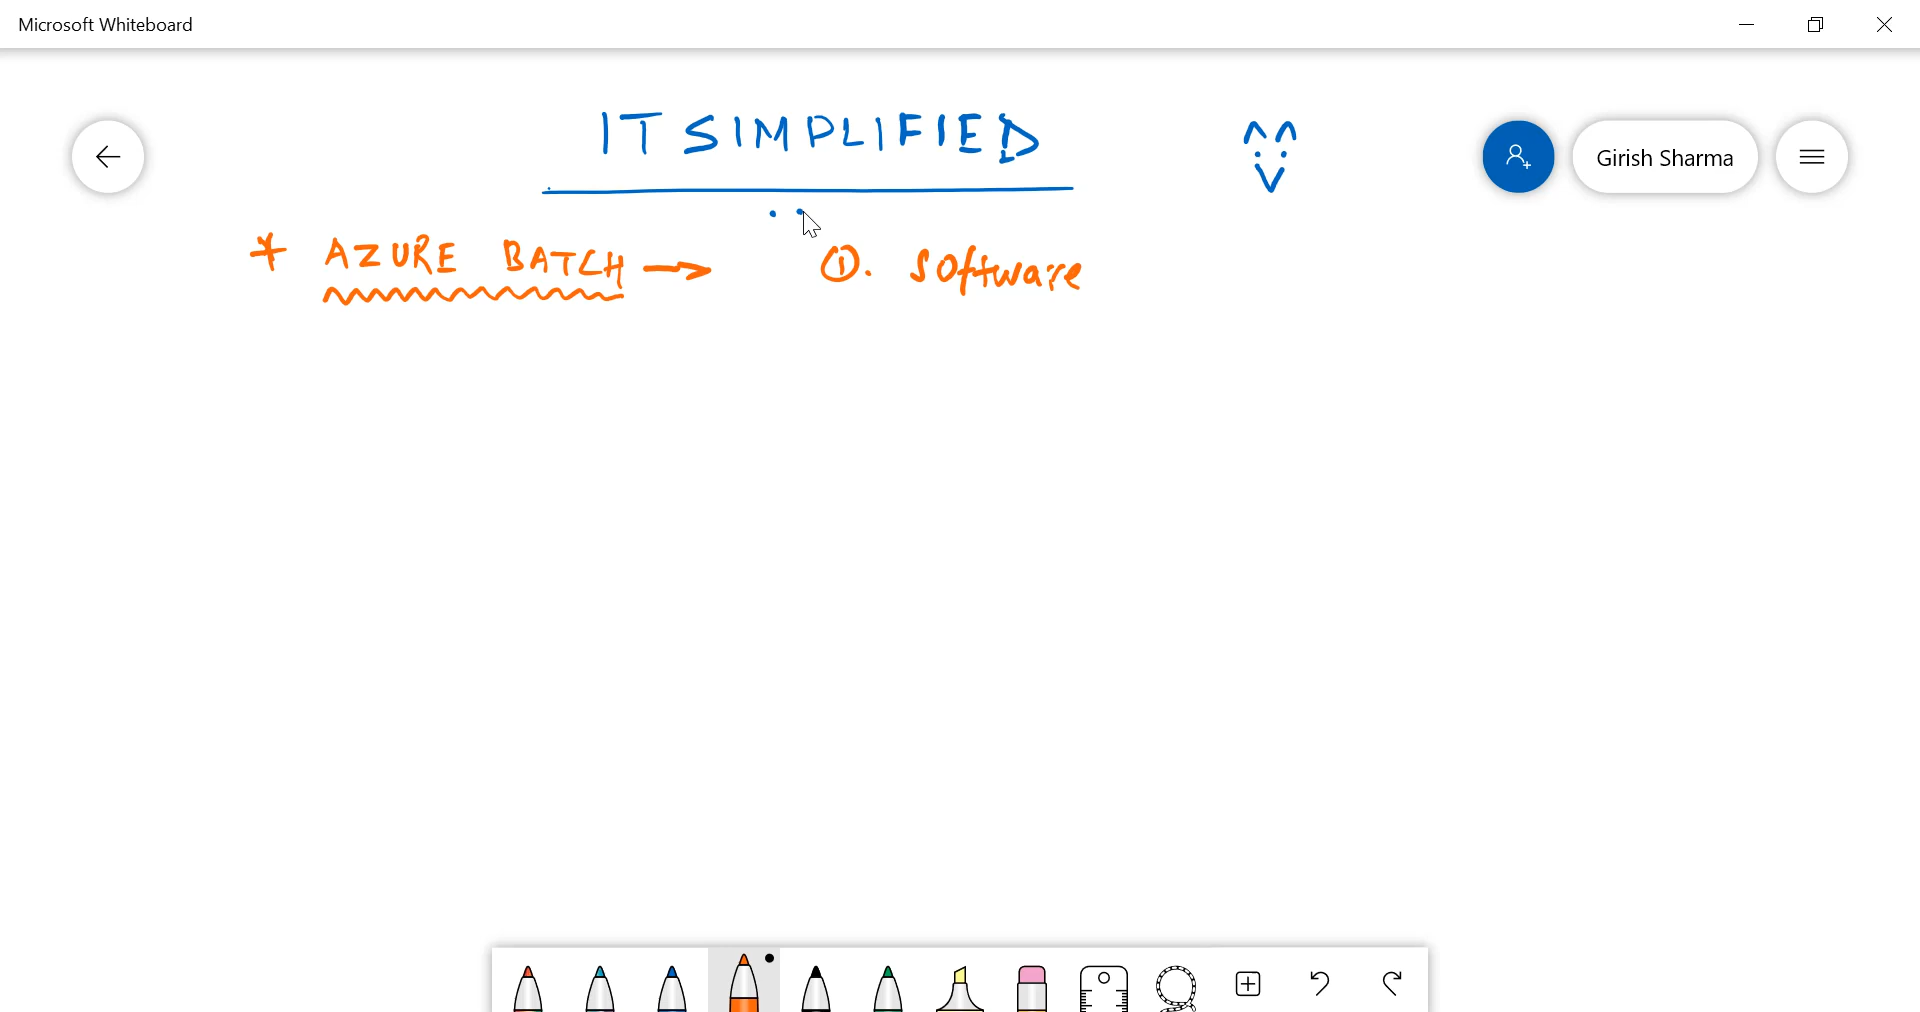 Microsoft Whiteboard
IT SIMPLIFIED
Girish Sharma
* AZURE BATCH → ①. Software